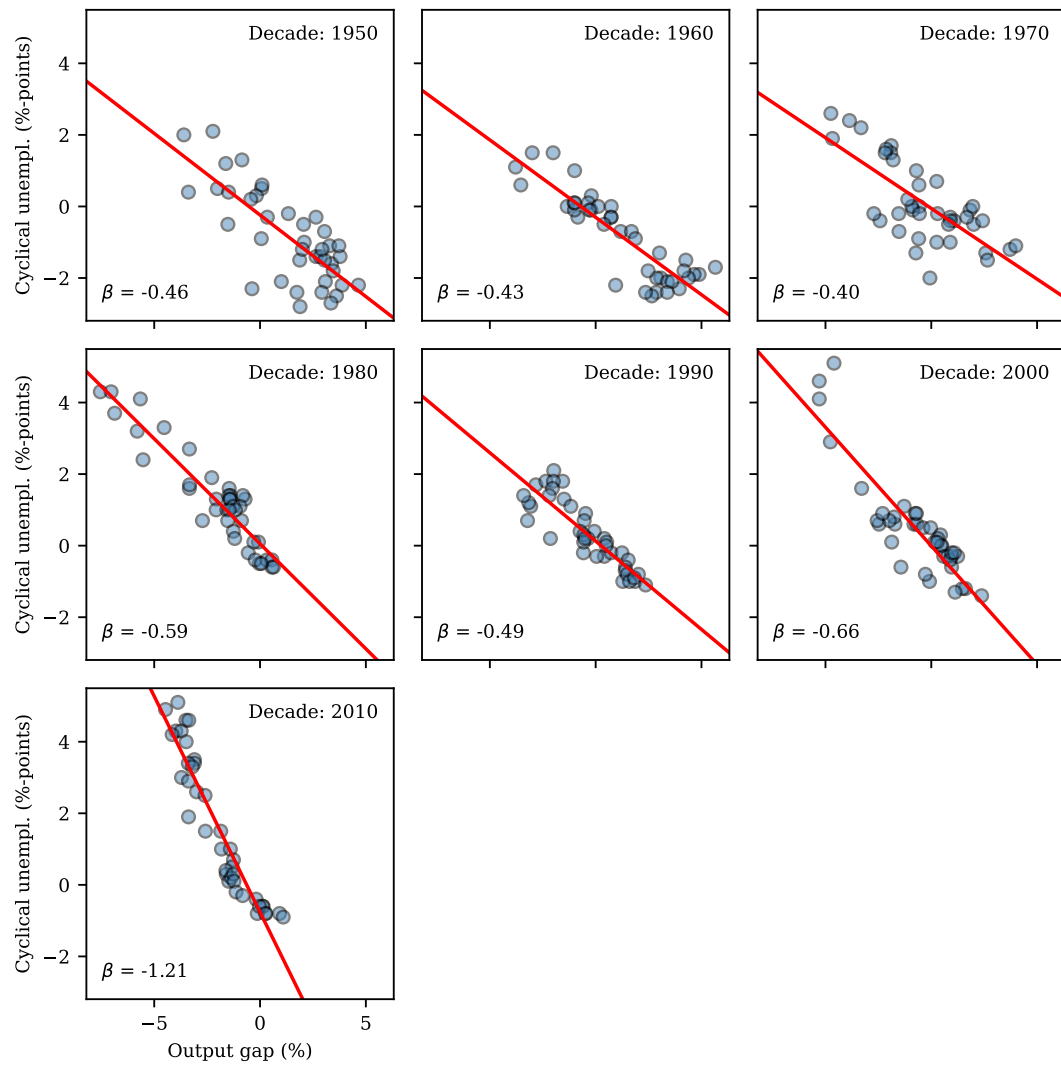 Decade: 1950
Decade: 1960
Decade: 1970
Cyclical unempl. (%-points)
4
2
0
−2
β = -0.46
β = -0.43
β = -0.40
Decade: 1980
Decade: 1990
Decade: 2000
Cyclical unempl. (%-points)
4
2
0
−2
β = -0.59
β = -0.49
β = -0.66
Decade: 2010
Cyclical unempl. (%-points)
4
2
0
−2
β = -1.21
−5 0 5
Output gap (%)